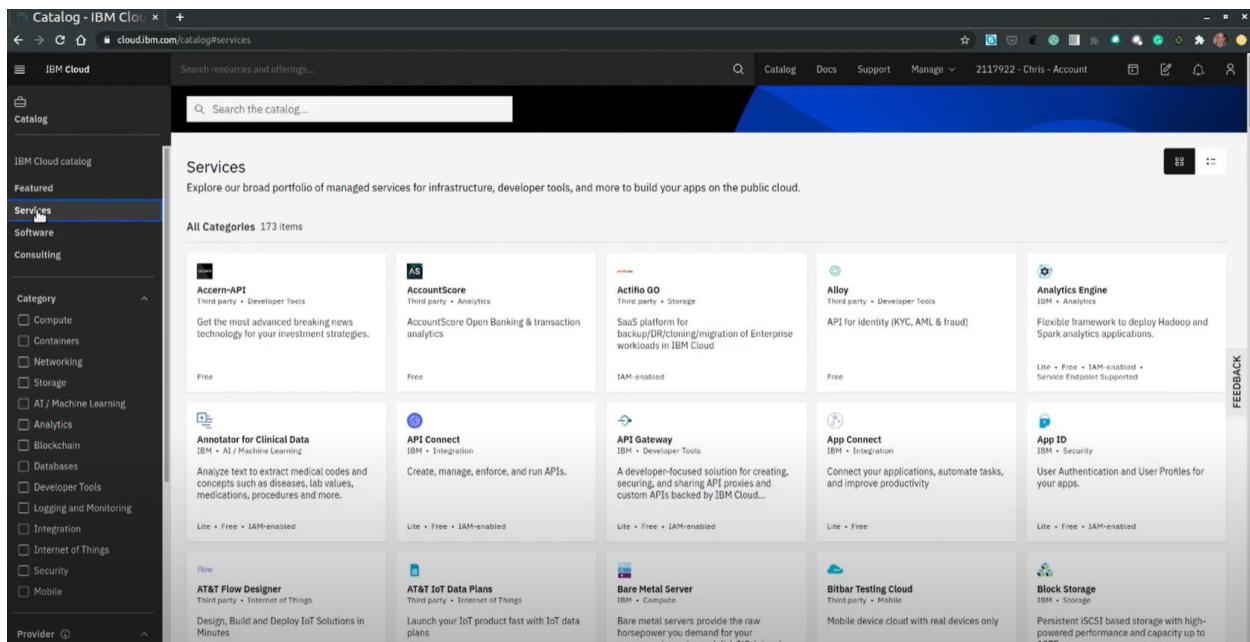 Catalog - IBM Clou × +
cloud.ibm.com/catalog#services
IBM Cloud
Search resources and offerings...
Catalog Docs Support Manage 2117922 - Chris - Account
Catalog
Search the catalog...
IBM Cloud catalog
Featured
Services
Software
Consulting
Category
Compute
Containers
Networking
Storage
AI / Machine Learning
Analytics
Blockchain
Databases
Developer Tools
Logging and Monitoring
Integration
Internet of Things
Security
Mobile
Provider
Services
Explore our broad portfolio of managed services for infrastructure, developer tools, and more to build your apps on the public cloud.
All Categories 173 items
Accern-API
Third party • Developer Tools
Get the most advanced breaking news
technology for your investment strategies.
Free
AS
AccountScore
Third party • Analytics
AccountScore Open Banking & transaction
analytics
Free
Actifio GO
Third party • Storage
SaaS platform for
backup/DR/cloning/migration of Enterprise
workloads in IBM Cloud
IAM-enabled
Alloy
Third party • Developer Tools
API for identity (KYC, AML & fraud)
Free
Analytics Engine
IBM • Analytics
Flexible framework to deploy Hadoop and
Spark analytics applications.
Lite • Free • IAM-enabled •
Service Endpoint Supported
Annotator for Clinical Data
IBM • AI / Machine Learning
Analyze text to extract medical codes and
concepts such as diseases, lab values,
medications, procedures and more.
Lite • Free • IAM-enabled
API Connect
IBM • Integration
Create, manage, enforce, and run APIs.
Lite • Free • IAM-enabled
API Gateway
IBM • Developer Tools
A developer-focused solution for creating,
securing, and sharing API proxies and
custom APIs backed by IBM Cloud...
Lite • Free • IAM-enabled
App Connect
IBM • Integration
Connect your applications, automate tasks,
and improve productivity
Lite • Free
App ID
IBM • Security
User Authentication and User Profiles for
your apps.
Lite • Free • IAM-enabled
Flow
AT&T Flow Designer
Third party • Internet of Things
Design, Build and Deploy IoT Solutions in
Minutes
AT&T IoT Data Plans
Third party • Internet of Things
Launch your IoT product fast with IoT data
plans
Bare Metal Server
IBM • Compute
Bare metal servers provide the raw
horsepower you demand for your
Bitbar Testing Cloud
Third party • Mobile
Mobile device cloud with real devices only
Block Storage
IBM • Storage
Persistent iSCSI based storage with high-
powered performance and capacity up to
FEEDBACK